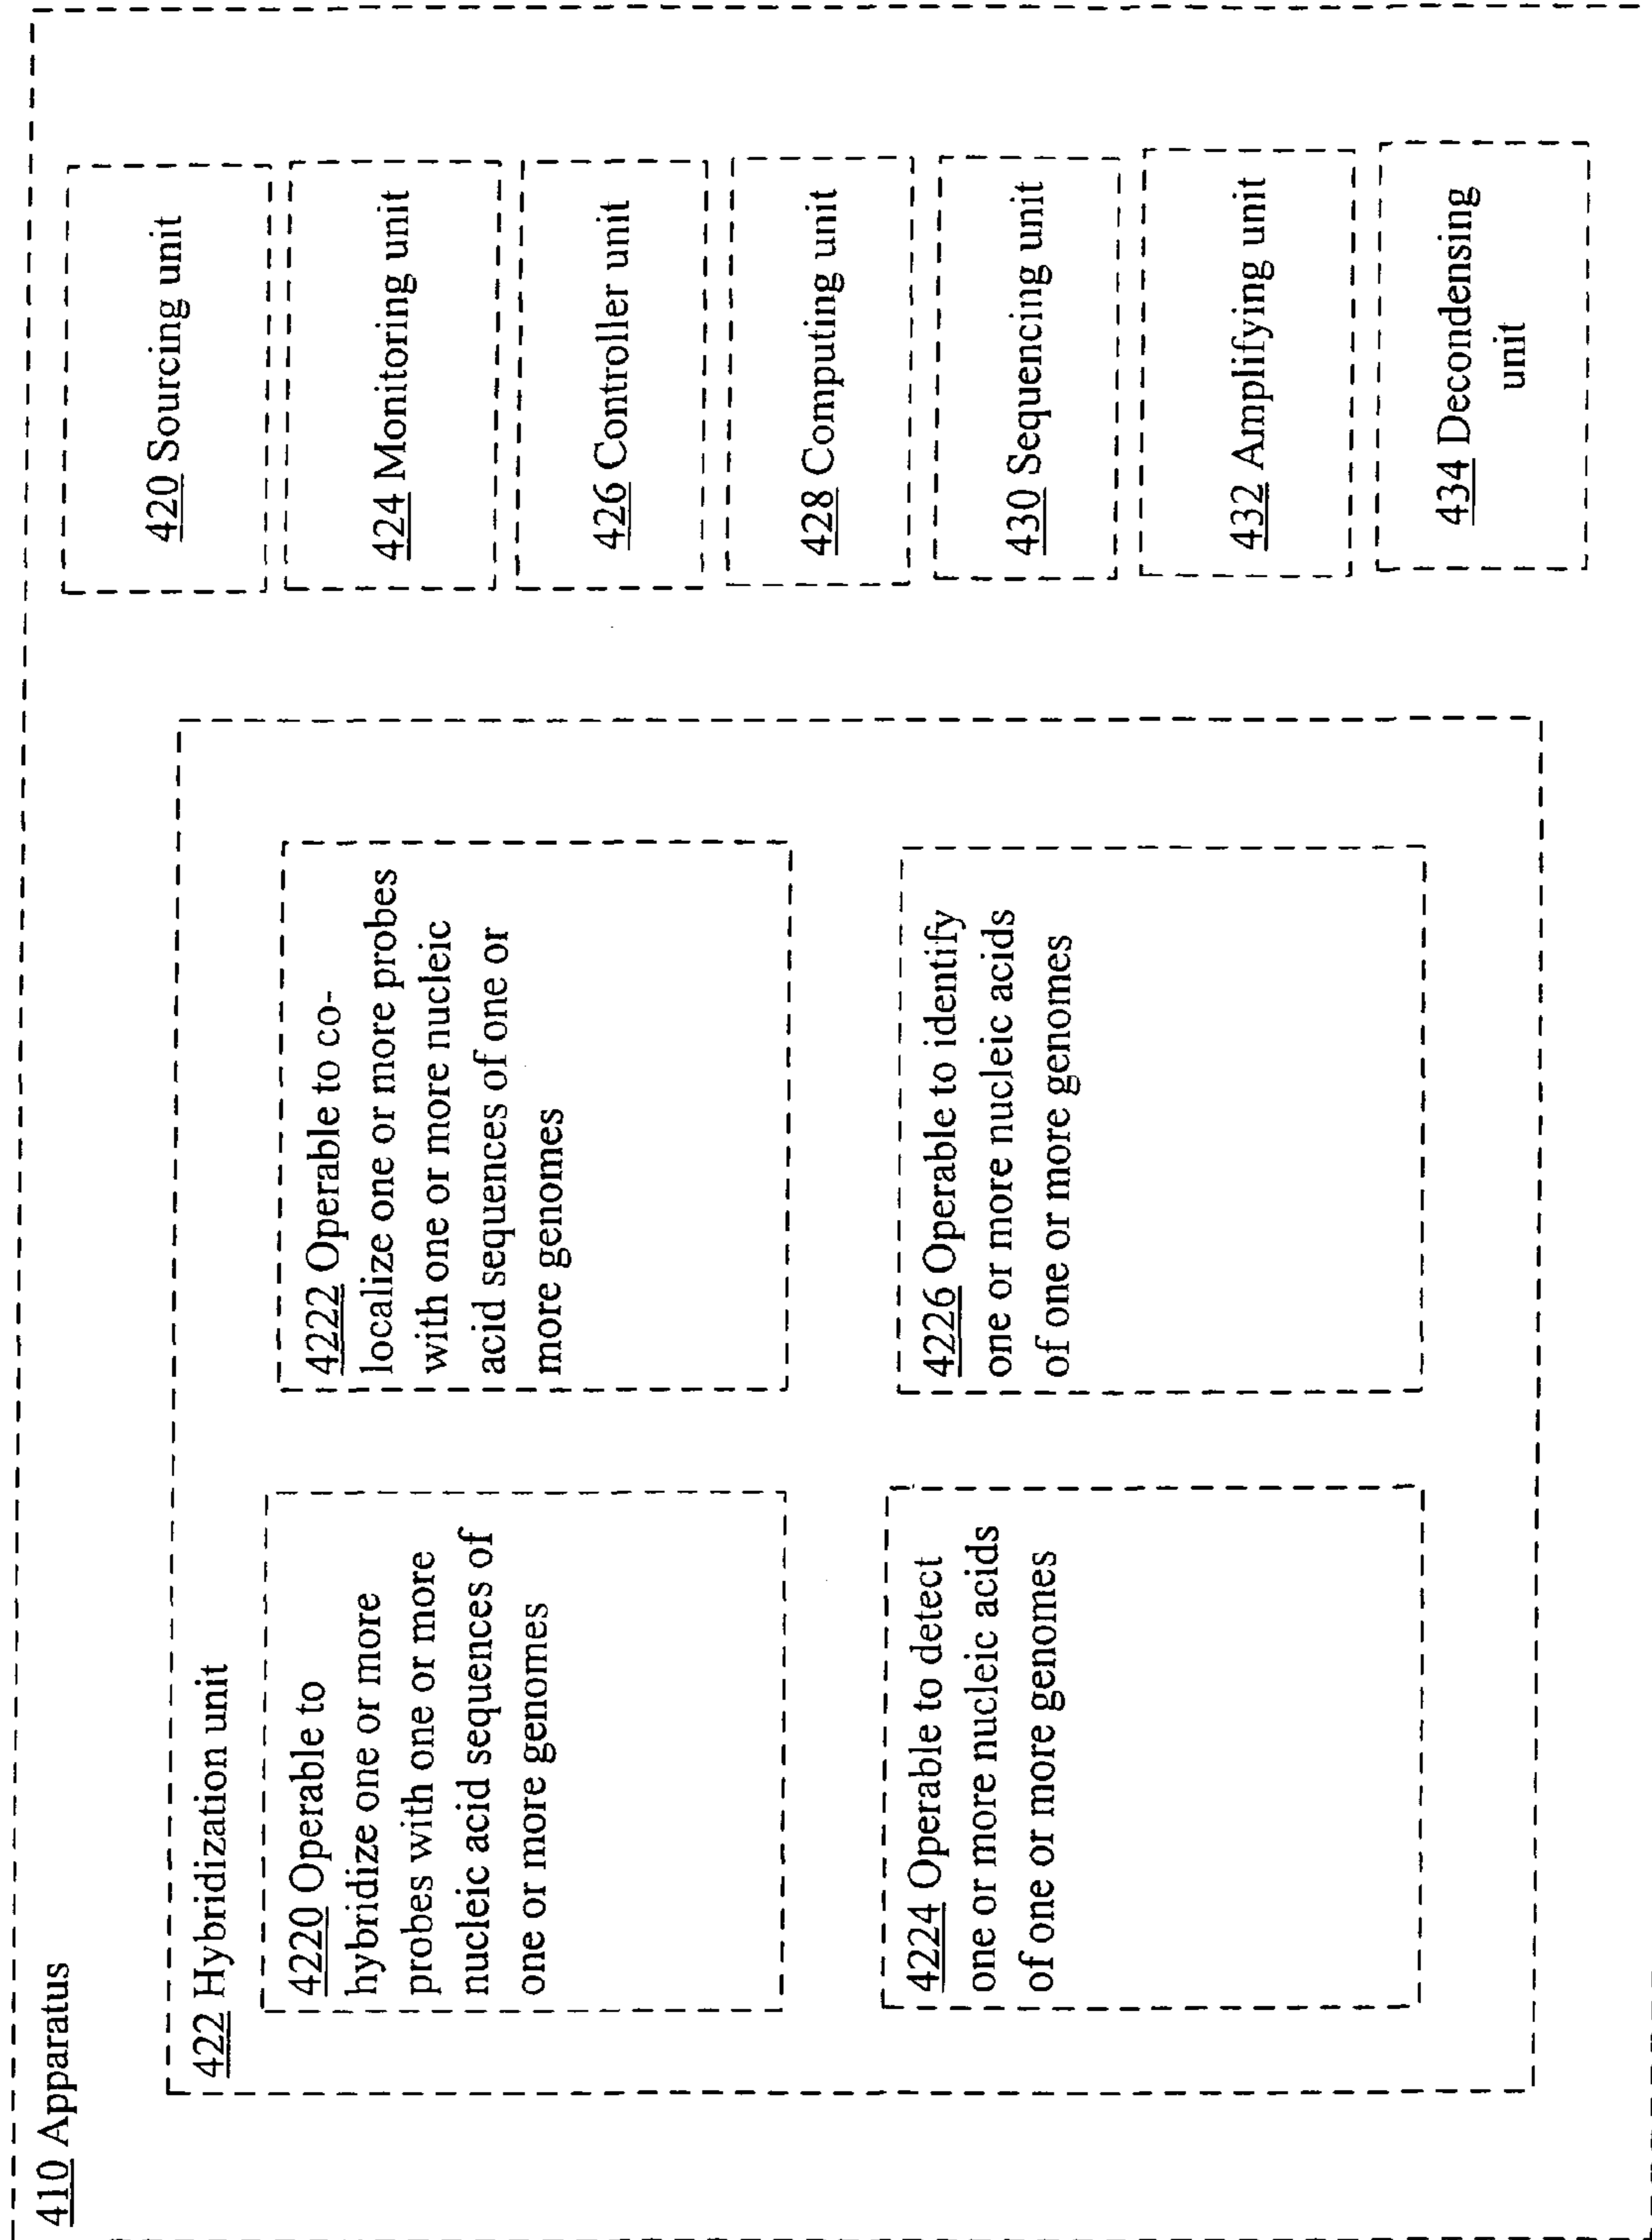 410 Apparatus
422 Hybridization unit
4220 Operable to
hybridize one or more
probes with one or more
nucleic acid sequences of
one or more genomes
4222 Operable to co-
localize one or more probes
with one or more nucleic
acid sequences of one or
more genomes
4224 Operable to detect
one or more nucleic acids
of one or more genomes
4226 Operable to identify
one or more nucleic acids
of one or more genomes
420 Sourcing unit
424 Monitoring unit
426 Controller unit
428 Computing unit
430 Sequencing unit
432 Amplifying unit
434 Decondensing
unit